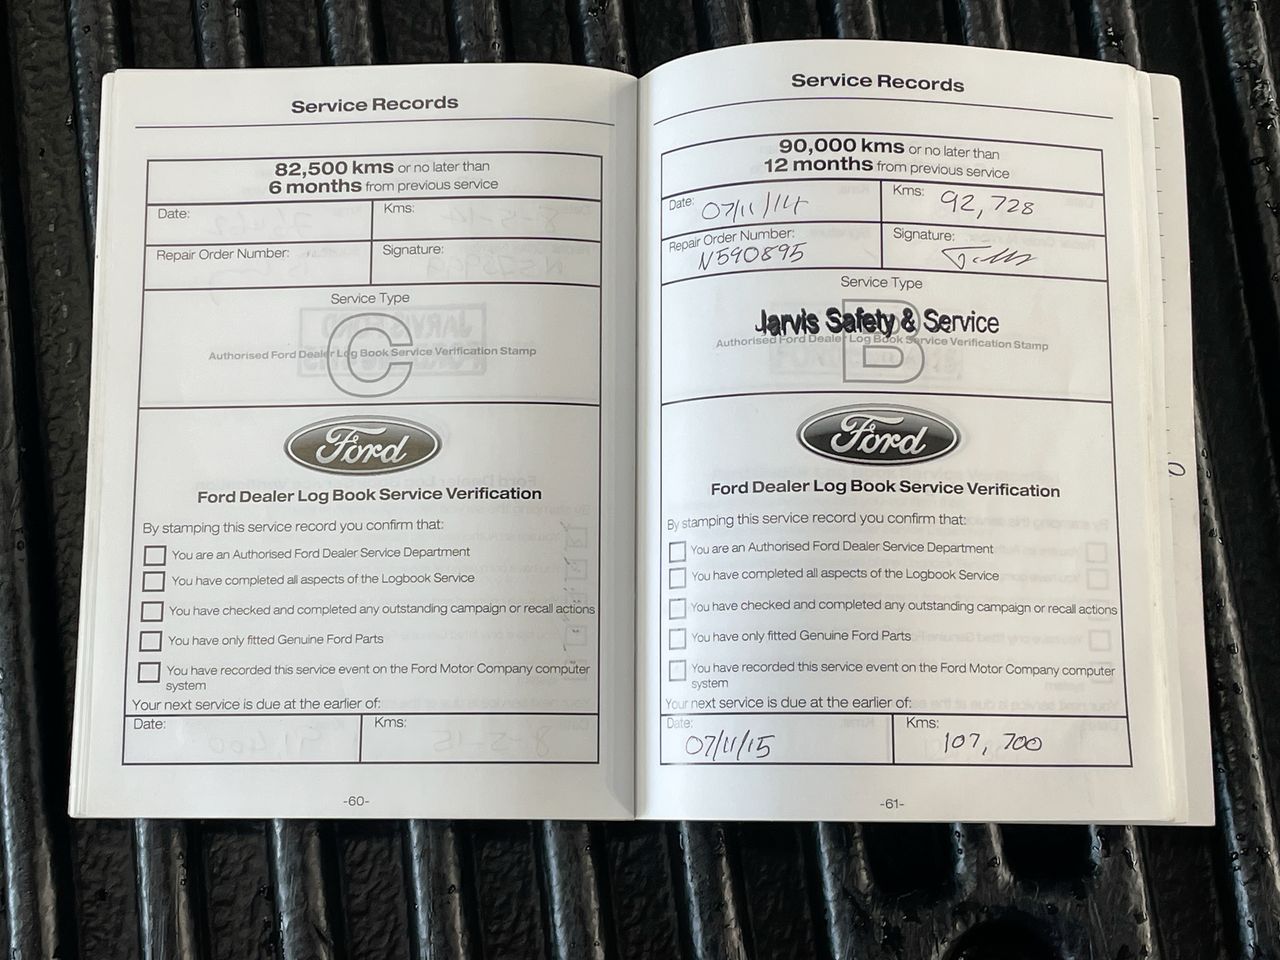 Service Records
82,500 kms or no later than
6 months from previous service
Date:
Kms:
Repair Order Number:
Signature:
Service Type
C
Authorised Ford Dealer Log Book Service Verification Stamp
Ford
Ford Dealer Log Book Service Verification
By stamping this service record you confirm that:
You are an Authorised Ford Dealer Service Department
You have completed all aspects of the Logbook Service
You have checked and completed any outstanding campaign or recall actions
You have only fitted Genuine Ford Parts
You have recorded this service event on the Ford Motor Company computer
system
Your next service is due at the earlier of:
Date:
Kms:
-60-
Service Records
90,000 kms or no later than
12 months from previous service
Date: 07/11/14
Kms: 92,728
Repair Order Number:
N590895
Signature:
Service Type
B
Jarvis Safety & Service
Authorised Ford Dealer Log Book Service Verification Stamp
Ford
Ford Dealer Log Book Service Verification
By stamping this service record you confirm that:
You are an Authorised Ford Dealer Service Department
You have completed all aspects of the Logbook Service
You have checked and completed any outstanding campaign or recall actions
You have only fitted Genuine Ford Parts
You have recorded this service event on the Ford Motor Company computer
system
Your next service is due at the earlier of:
Date:
07/11/15
Kms:
107,700
-61-